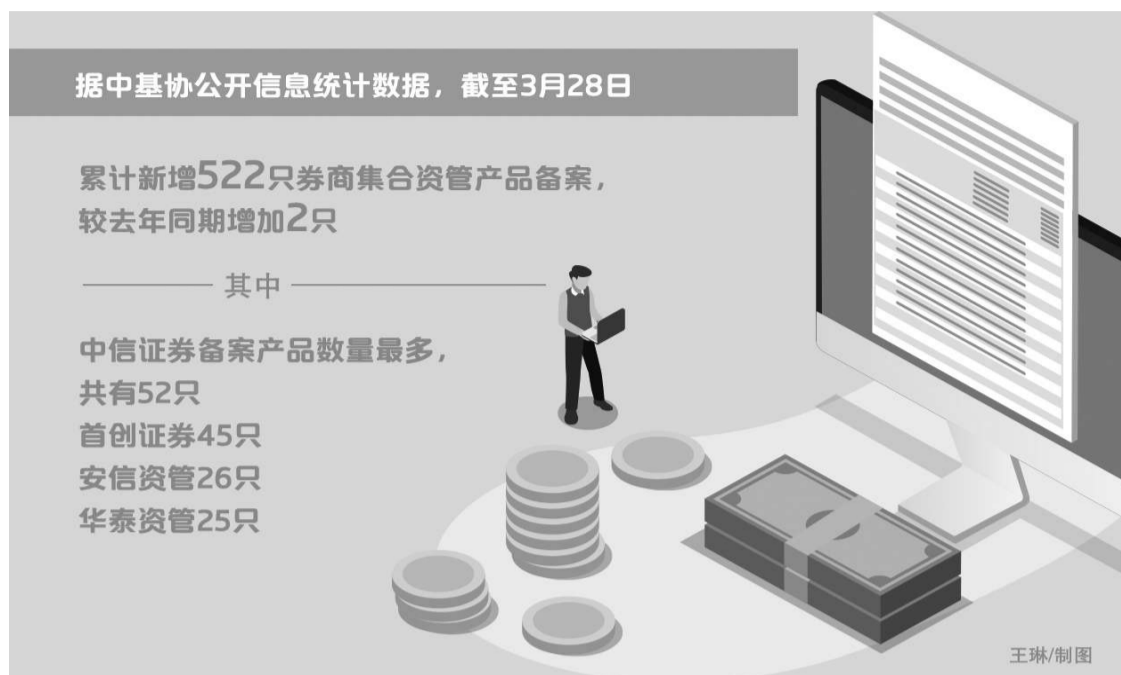 据中基协公开信息统计数据，截至3月28日
累计新增522只券商集合资管产品备案，
较去年同期增加2只
其中
中信证券备案产品数量最多，
共有52只
首创证券45只
安信资管26只
华泰资管25只
王琳/制图